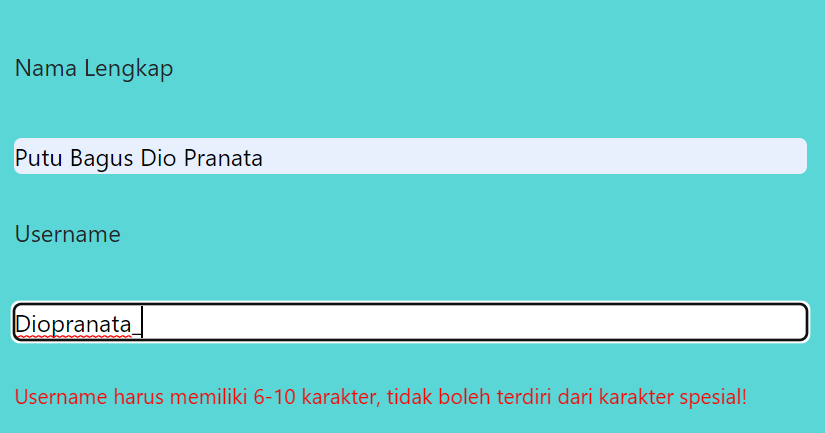 Nama Lengkap
Putu Bagus Dio Pranata
Username
Diopranata_
Username harus memiliki 6-10 karakter, tidak boleh terdiri dari karakter spesial!